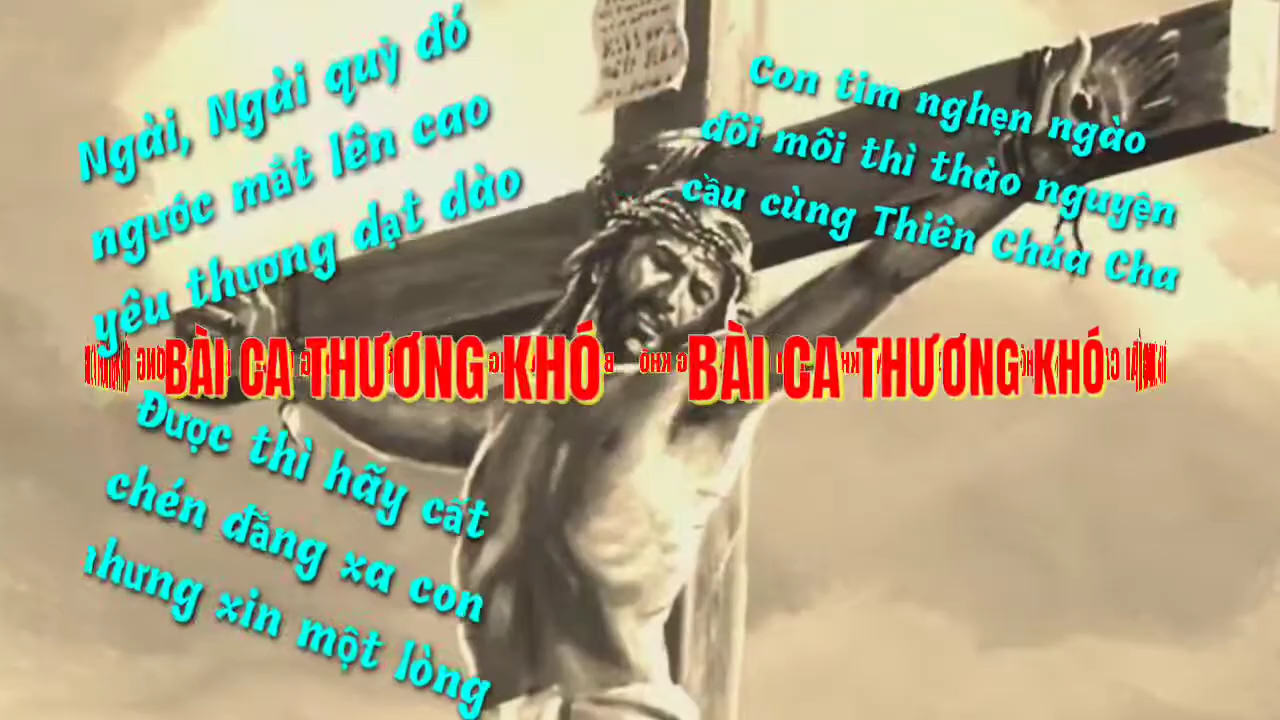 Ngài, Ngài quỳ đó
ngước mắt lên cao
yêu thương dạt dào
Con tim nghẹn ngào
đôi môi thì thào nguyện
cầu cùng Thiên Chúa Cha
BÀI CA THƯƠNG KHÓ BÀI CA THƯƠNG KHÓ
Được thì hãy cất
chén đắng xa con
nhưng xin một lòng